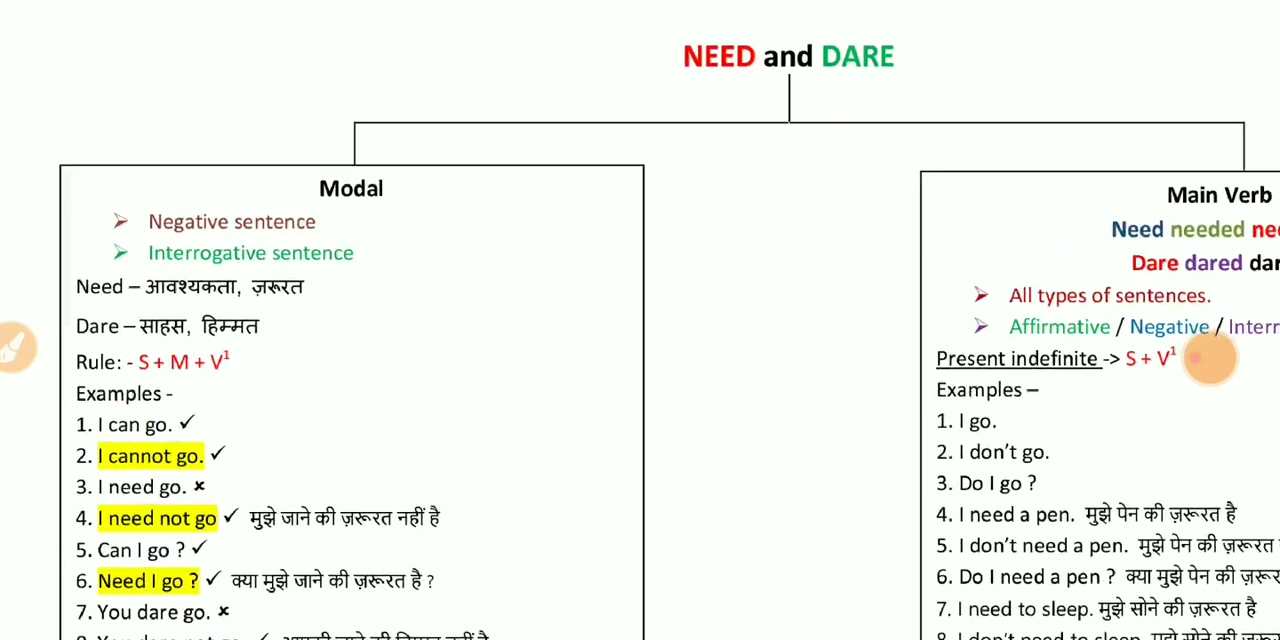 NEED and DARE
Modal
Negative sentence
Interrogative sentence
Need – आवश्यकता, ज़रूरत
Dare – साहस, हिम्मत
Rule: - S + M + V¹
Examples -
1. I can go. ✓
2. I cannot go. ✓
3. I need go. ×
4. I need not go ✓ मुझे जाने की ज़रूरत नहीं है
5. Can I go ? ✓
6. Need I go ? ✓ क्या मुझे जाने की ज़रूरत है ?
7. You dare go. ×
Main Verb
Need needed
Dare dared
All types of sentences.
Affirmative / Negative /
Present indefinite -> S + V¹
Examples –
1. I go.
2. I don’t go.
3. Do I go ?
4. I need a pen. मुझे पेन की ज़रूरत है
5. I don’t need a pen. मुझे पेन की ज़रूरत
6. Do I need a pen ? क्या मुझे पेन की
7. I need to sleep. मुझे सोने की ज़रूरत है